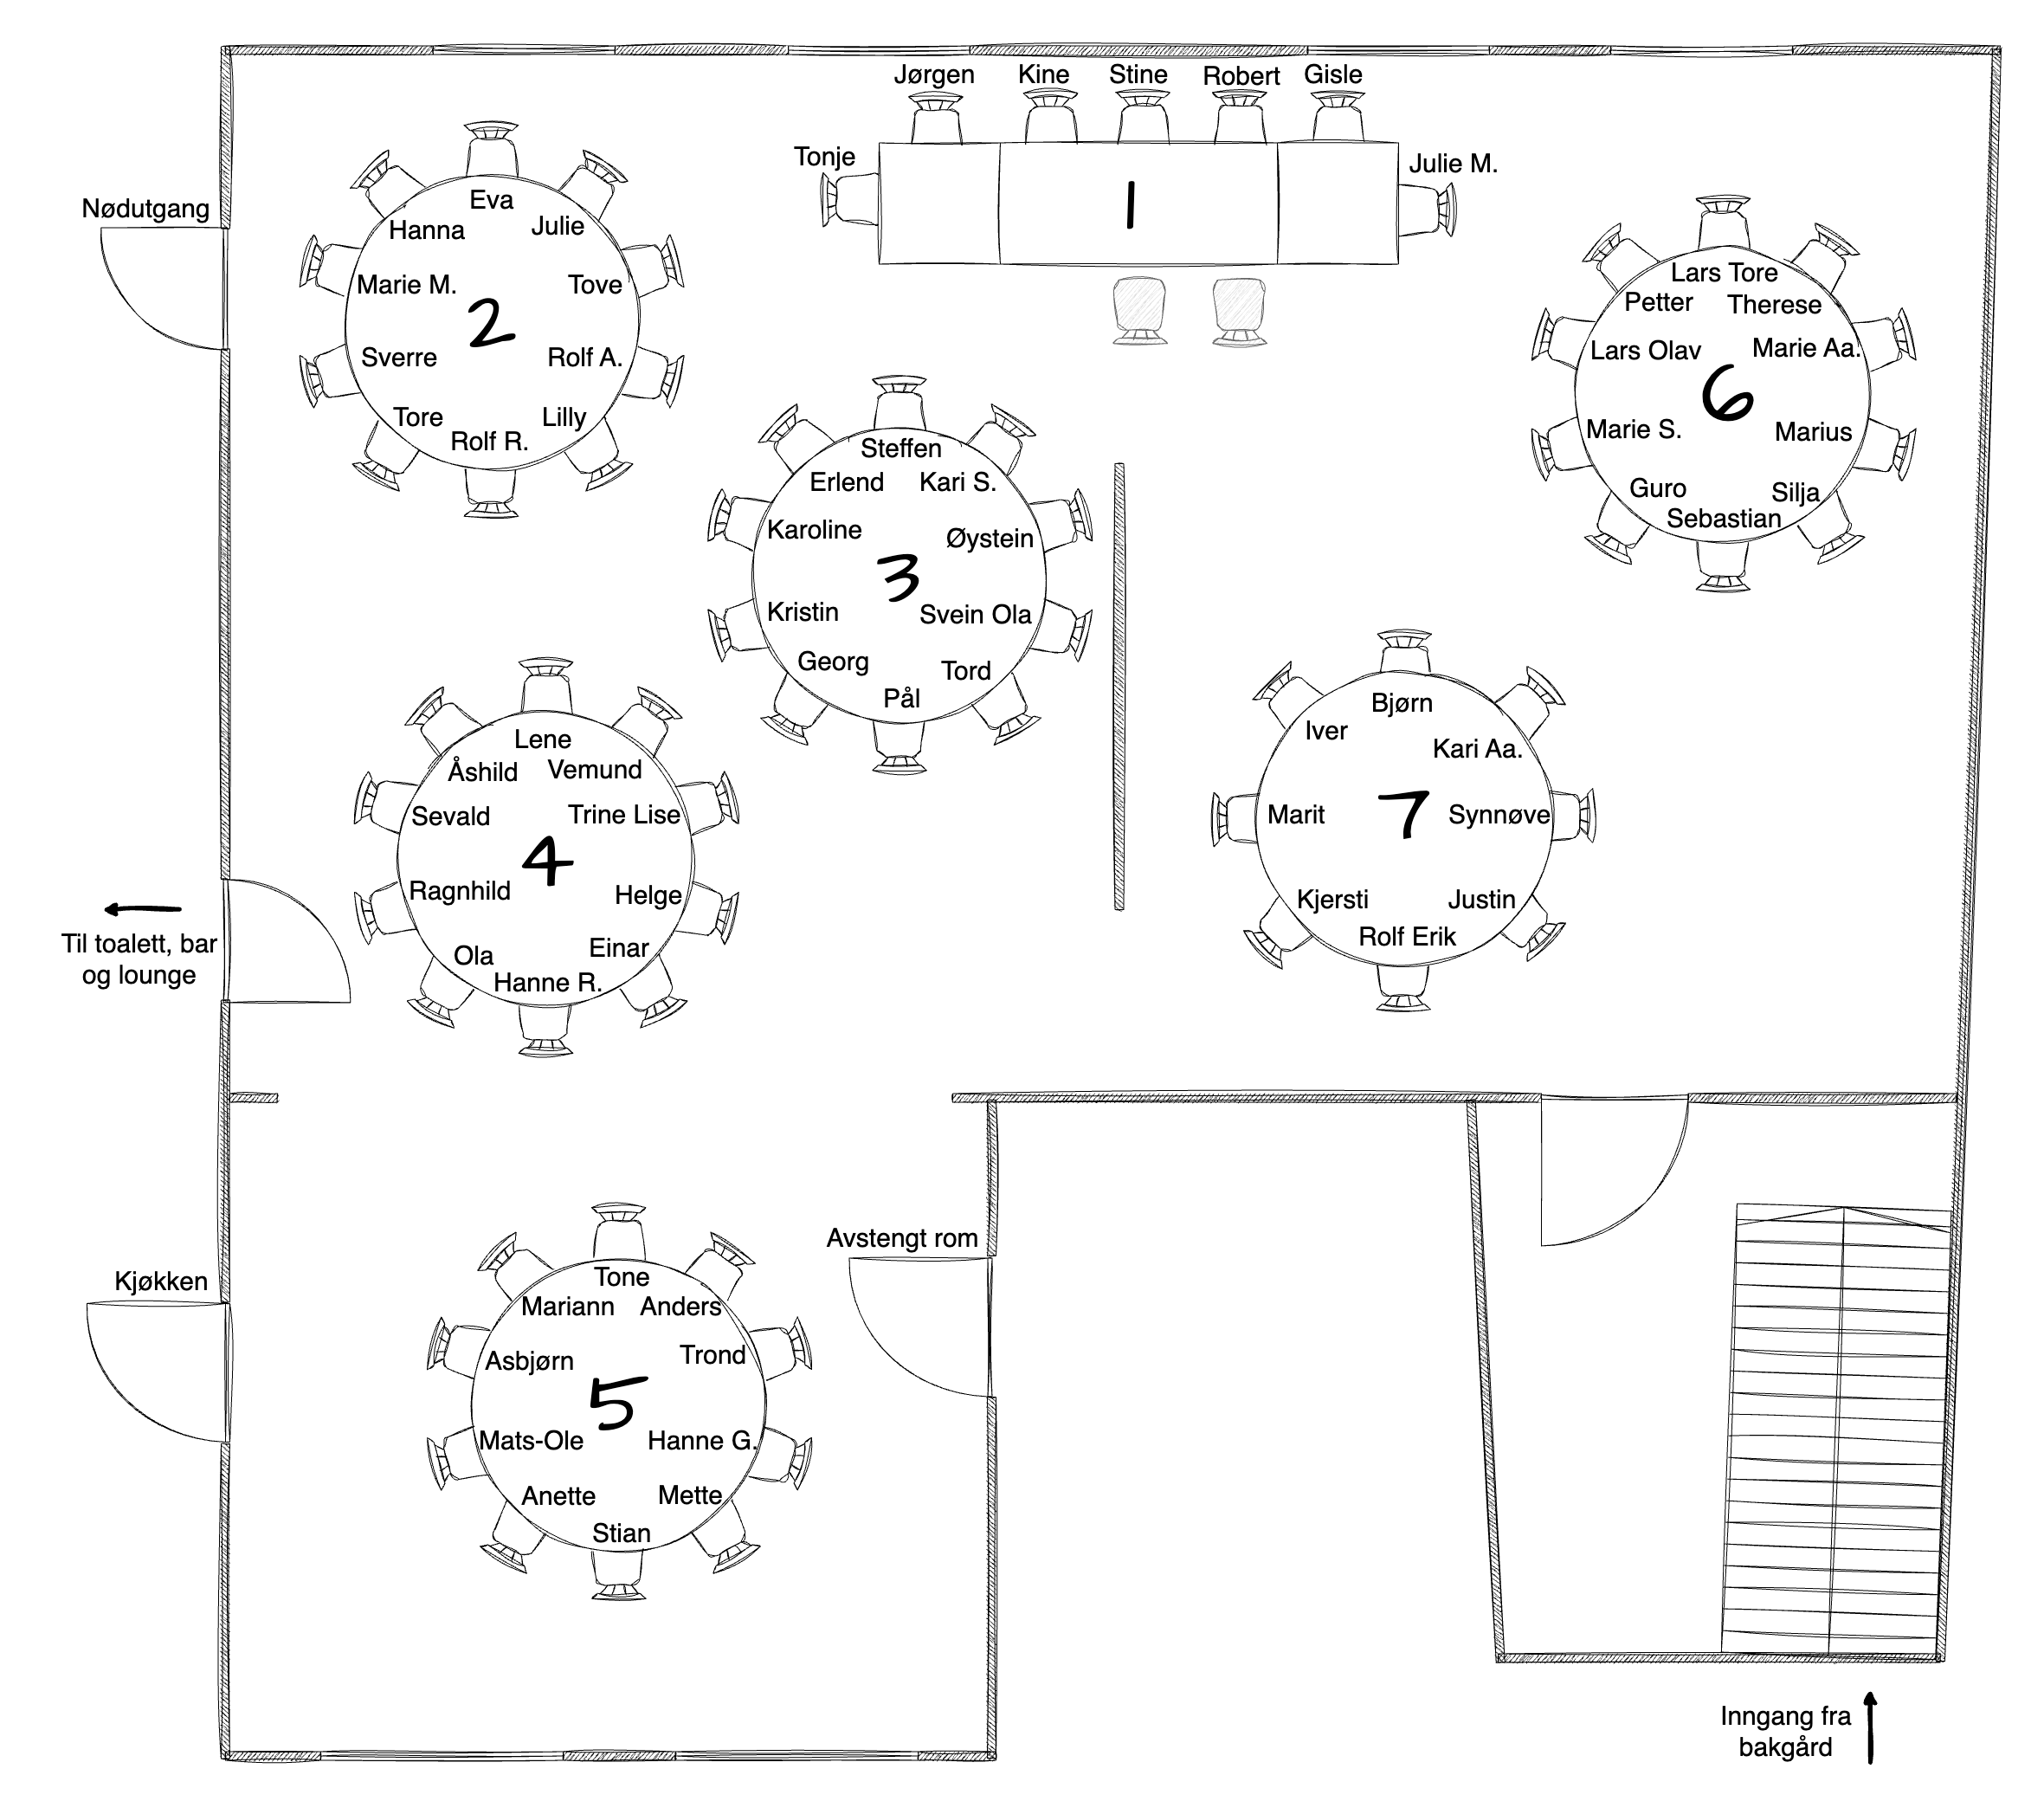 Jørgen Kine Stine Robert Gisle
Tonje
Julie M.
1
Nødutgang
Eva
Hanna
Julie
Marie M.
Tove
2
Sverre
Rolf A.
Tore
Lilly
Rolf R.
Steffen
Erlend
Kari S.
Karoline
Øystein
3
Kristin
Svein Ola
Georg
Tord
Pål
Lars Tore
Petter
Therese
Lars Olav
Marie Aa.
6
Marie S.
Marius
Guro
Silja
Sebastian
Lene
Åshild
Vemund
Sevald
Trine Lise
4
Ragnhild
Helge
Ola
Einar
Hanne R.
Bjørn
Iver
Kari Aa.
Marit
7
Synnøve
Kjersti
Justin
Rolf Erik
Til toalett, bar
og lounge
Avstengt rom
Kjøkken
Tone
Mariann
Anders
Asbjørn
Trond
5
Mats-Ole
Hanne G.
Anette
Mette
Stian
Inngang fra
bakgård